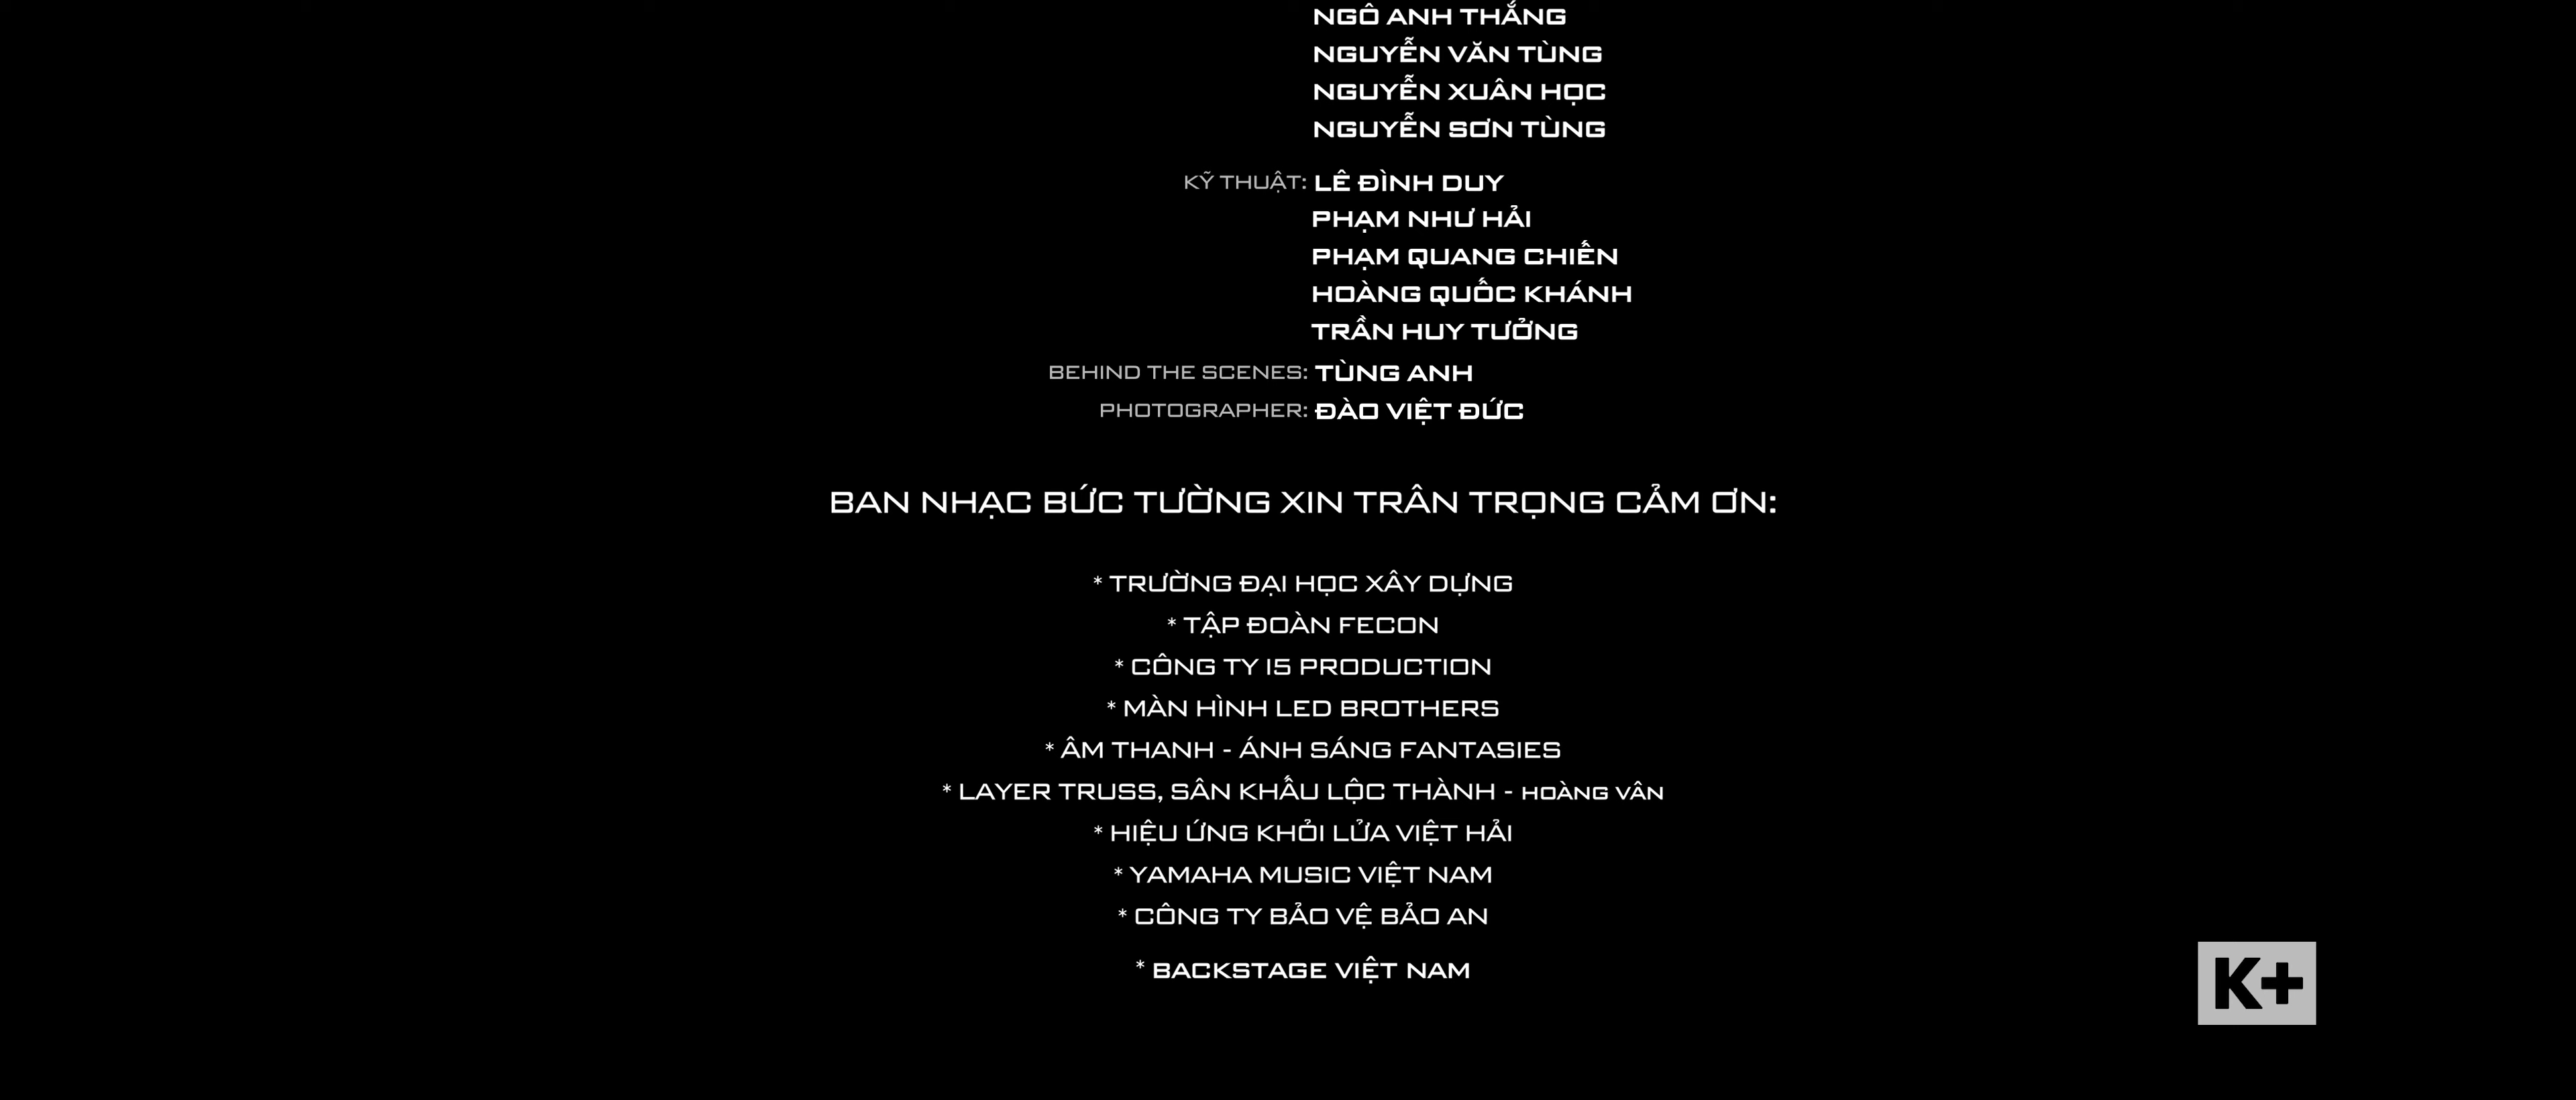 NGÔ ANH THẮNG
NGUYỄN VĂN TÙNG
NGUYỄN XUÂN HỌC
NGUYỄN SƠN TÙNG
KỸ THUẬT: LÊ ĐÌNH DUY
PHẠM NHƯ HẢI
PHẠM QUANG CHIẾN
HOÀNG QUỐC KHÁNH
TRẦN HUY TƯỞNG
BEHIND THE SCENES: TÙNG ANH
PHOTOGRAPHER: ĐÀO VIỆT ĐỨC
BAN NHẠC BỨC TƯỜNG XIN TRÂN TRỌNG CẢM ƠN:
* TRƯỜNG ĐẠI HỌC XÂY DỰNG
* TẬP ĐOÀN FECON
* CÔNG TY I5 PRODUCTION
* MÀN HÌNH LED BROTHERS
* ÂM THANH - ÁNH SÁNG FANTASIES
* LAYER TRUSS, SÂN KHẤU LỘC THÀNH - HOÀNG VÂN
* HIỆU ỨNG KHỎI LỬA VIỆT HẢI
* YAMAHA MUSIC VIỆT NAM
* CÔNG TY BẢO VỆ BẢO AN
* BACKSTAGE VIỆT NAM
K+